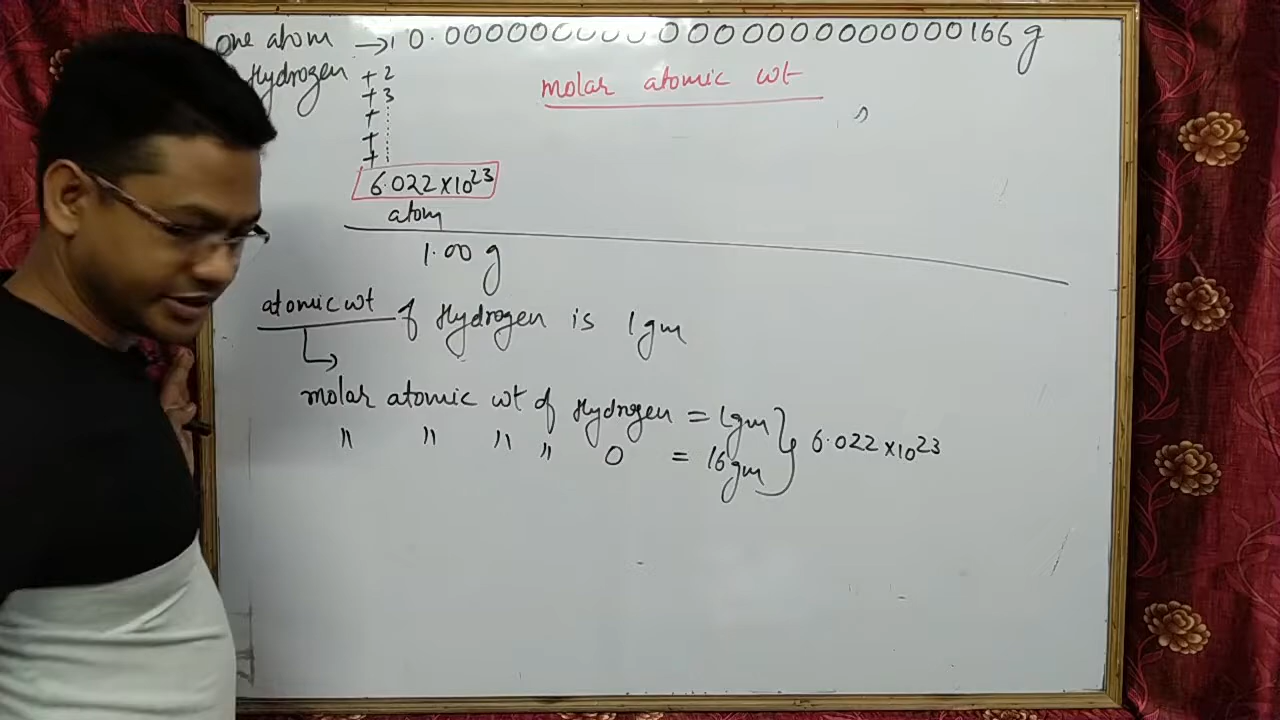 one atom → 1 0.00000000000000000000000166 g
Hydrogen + 2
molar atomic wt
+ 3
+
+
+
6.022×10²³
atom
1.00 g
atomic wt of Hydrogen is 1gm
molar atomic wt of Hydrogen = 1gm
" " " " O = 16gm } 6.022×10²³